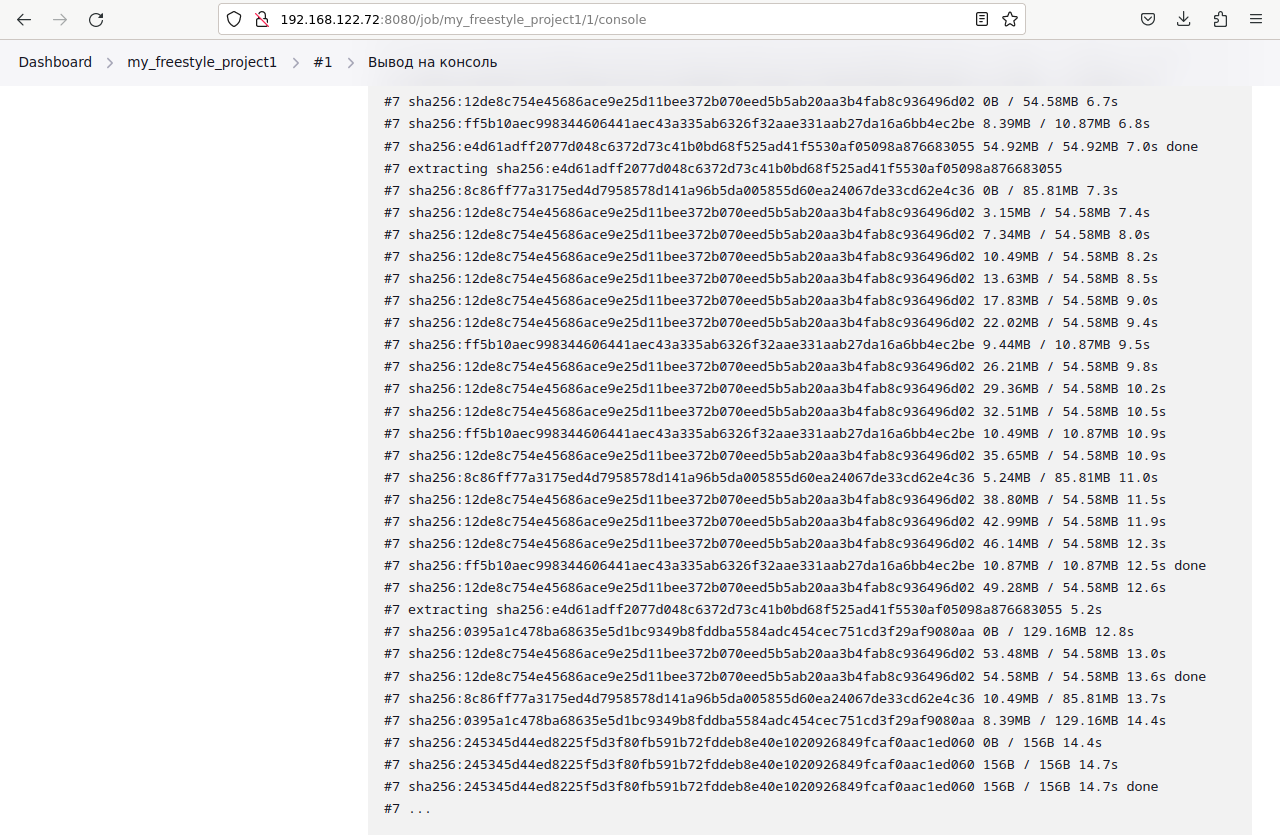 192.168.122.72:8080/job/my_freestyle_project1/1/console
Dashboard > my_freestyle_project1 > #1 > Вывод на консоль
#7 sha256:12de8c754e45686ace9e25d11bee372b070eed5b5ab20aa3b4fab8c936496d02 0B / 54.58MB 6.7s
#7 sha256:ff5b10aec998344606441aec43a335ab6326f32aae331aab27da16a6bb4ec2be 8.39MB / 10.87MB 6.8s
#7 sha256:e4d61adff2077d048c6372d73c41b0bd68f525ad41f5530af05098a876683055 54.92MB / 54.92MB 7.0s done
#7 extracting sha256:e4d61adff2077d048c6372d73c41b0bd68f525ad41f5530af05098a876683055
#7 sha256:8c86ff77a3175ed4d7958578d141a96b5da005855d60ea24067de33cd62e4c36 0B / 85.81MB 7.3s
#7 sha256:12de8c754e45686ace9e25d11bee372b070eed5b5ab20aa3b4fab8c936496d02 3.15MB / 54.58MB 7.4s
#7 sha256:12de8c754e45686ace9e25d11bee372b070eed5b5ab20aa3b4fab8c936496d02 7.34MB / 54.58MB 8.0s
#7 sha256:12de8c754e45686ace9e25d11bee372b070eed5b5ab20aa3b4fab8c936496d02 10.49MB / 54.58MB 8.2s
#7 sha256:12de8c754e45686ace9e25d11bee372b070eed5b5ab20aa3b4fab8c936496d02 13.63MB / 54.58MB 8.5s
#7 sha256:12de8c754e45686ace9e25d11bee372b070eed5b5ab20aa3b4fab8c936496d02 17.83MB / 54.58MB 9.0s
#7 sha256:12de8c754e45686ace9e25d11bee372b070eed5b5ab20aa3b4fab8c936496d02 22.02MB / 54.58MB 9.4s
#7 sha256:ff5b10aec998344606441aec43a335ab6326f32aae331aab27da16a6bb4ec2be 9.44MB / 10.87MB 9.5s
#7 sha256:12de8c754e45686ace9e25d11bee372b070eed5b5ab20aa3b4fab8c936496d02 26.21MB / 54.58MB 9.8s
#7 sha256:12de8c754e45686ace9e25d11bee372b070eed5b5ab20aa3b4fab8c936496d02 29.36MB / 54.58MB 10.2s
#7 sha256:12de8c754e45686ace9e25d11bee372b070eed5b5ab20aa3b4fab8c936496d02 32.51MB / 54.58MB 10.5s
#7 sha256:ff5b10aec998344606441aec43a335ab6326f32aae331aab27da16a6bb4ec2be 10.49MB / 10.87MB 10.9s
#7 sha256:12de8c754e45686ace9e25d11bee372b070eed5b5ab20aa3b4fab8c936496d02 35.65MB / 54.58MB 10.9s
#7 sha256:8c86ff77a3175ed4d7958578d141a96b5da005855d60ea24067de33cd62e4c36 5.24MB / 85.81MB 11.0s
#7 sha256:12de8c754e45686ace9e25d11bee372b070eed5b5ab20aa3b4fab8c936496d02 38.80MB / 54.58MB 11.5s
#7 sha256:12de8c754e45686ace9e25d11bee372b070eed5b5ab20aa3b4fab8c936496d02 42.99MB / 54.58MB 11.9s
#7 sha256:12de8c754e45686ace9e25d11bee372b070eed5b5ab20aa3b4fab8c936496d02 46.14MB / 54.58MB 12.3s
#7 sha256:ff5b10aec998344606441aec43a335ab6326f32aae331aab27da16a6bb4ec2be 10.87MB / 10.87MB 12.5s done
#7 sha256:12de8c754e45686ace9e25d11bee372b070eed5b5ab20aa3b4fab8c936496d02 49.28MB / 54.58MB 12.6s
#7 extracting sha256:e4d61adff2077d048c6372d73c41b0bd68f525ad41f5530af05098a876683055 5.2s
#7 sha256:0395a1c478ba68635e5d1bc9349b8fddba5584adc454cec751cd3f29af9080aa 0B / 129.16MB 12.8s
#7 sha256:12de8c754e45686ace9e25d11bee372b070eed5b5ab20aa3b4fab8c936496d02 53.48MB / 54.58MB 13.0s
#7 sha256:12de8c754e45686ace9e25d11bee372b070eed5b5ab20aa3b4fab8c936496d02 54.58MB / 54.58MB 13.6s done
#7 sha256:8c86ff77a3175ed4d7958578d141a96b5da005855d60ea24067de33cd62e4c36 10.49MB / 85.81MB 13.7s
#7 sha256:0395a1c478ba68635e5d1bc9349b8fddba5584adc454cec751cd3f29af9080aa 8.39MB / 129.16MB 14.4s
#7 sha256:245345d44ed8225f5d3f80fb591b72fddeb8e40e1020926849fcaf0aac1ed060 0B / 156B 14.4s
#7 sha256:245345d44ed8225f5d3f80fb591b72fddeb8e40e1020926849fcaf0aac1ed060 156B / 156B 14.7s
#7 sha256:245345d44ed8225f5d3f80fb591b72fddeb8e40e1020926849fcaf0aac1ed060 156B / 156B 14.7s done
#7 ...